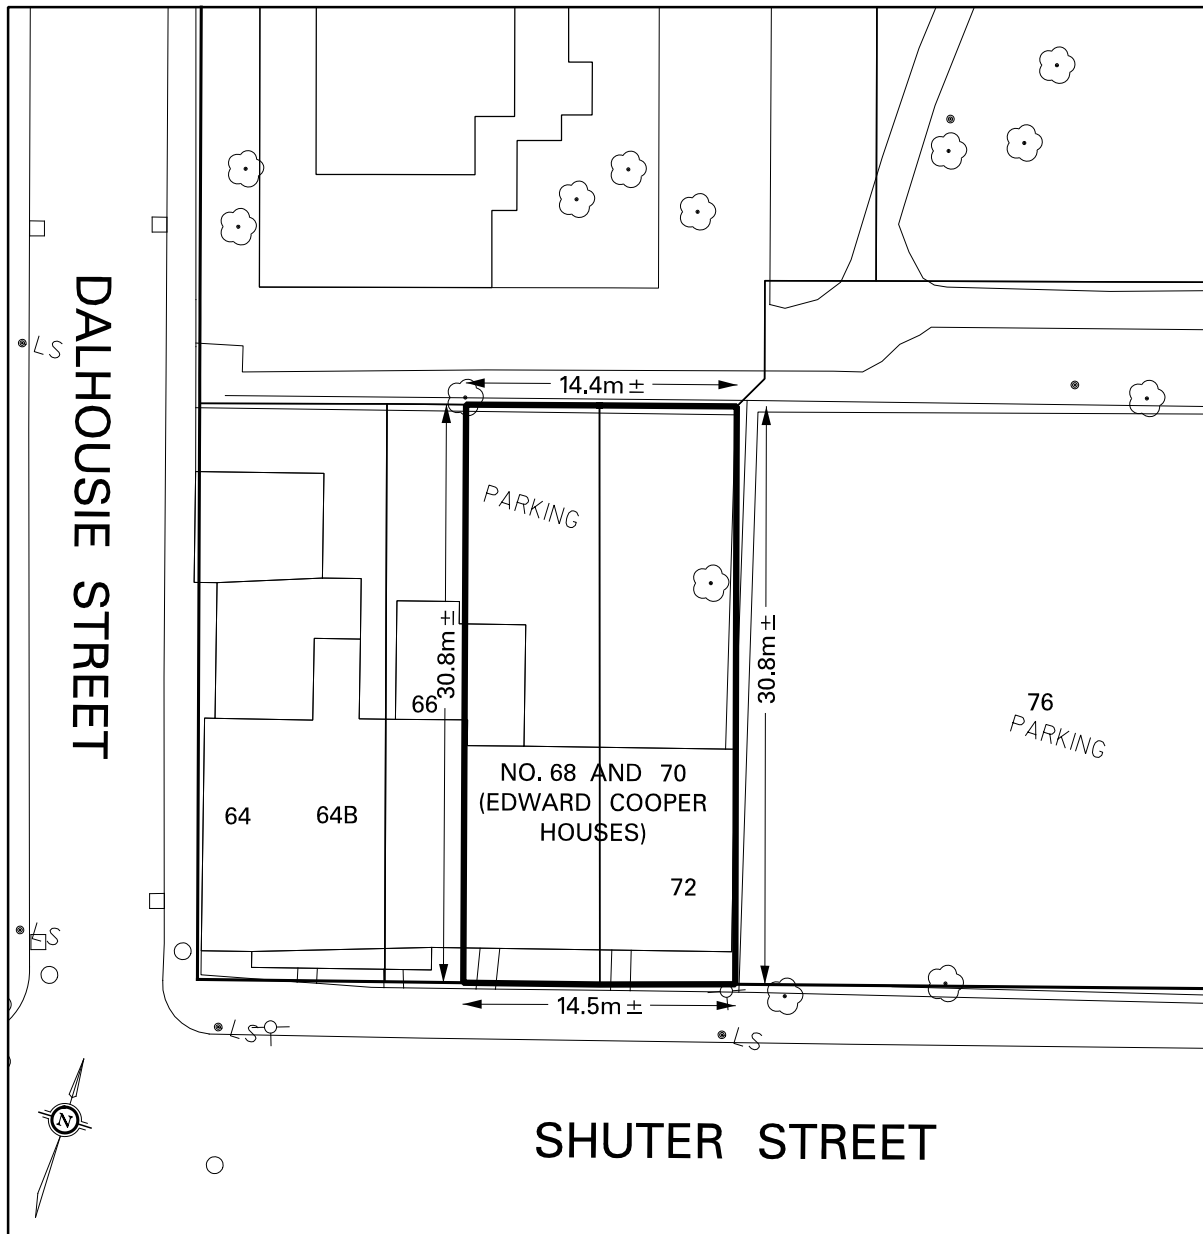 LS
DALHOUSIE STREET
14.4m ±
PARKING
30.8m ±
30.8m ±
66
76
PARKING
NO. 68 AND 70
(EDWARD COOPER
HOUSES)
64
64B
72
LS
14.5m ±
LS
LS
N
SHUTER STREET